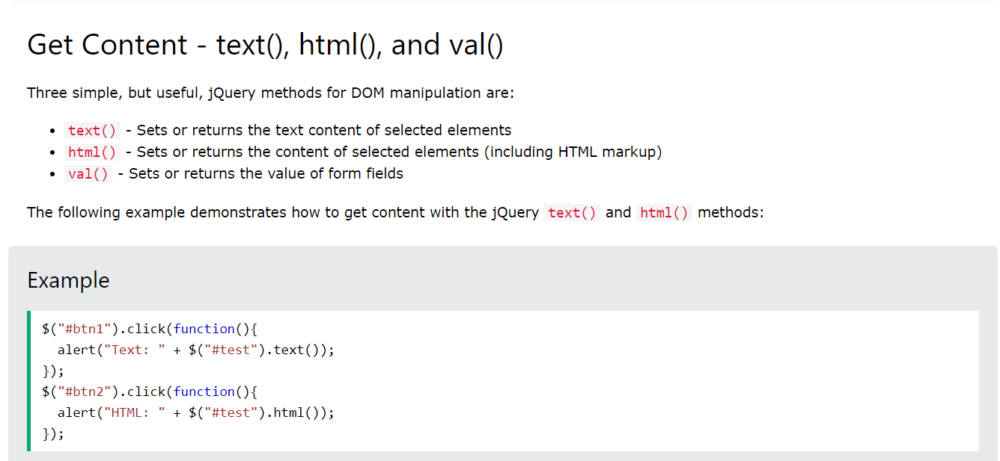 Get Content - text(), html(), and val()
Three simple, but useful, jQuery methods for DOM manipulation are:
• text() - Sets or returns the text content of selected elements
• html() - Sets or returns the content of selected elements (including HTML markup)
• val() - Sets or returns the value of form fields
The following example demonstrates how to get content with the jQuery text() and html() methods:
Example
$("#btn1").click(function(){
  alert("Text: " + $("#test").text());
});
$("#btn2").click(function(){
  alert("HTML: " + $("#test").html());
});